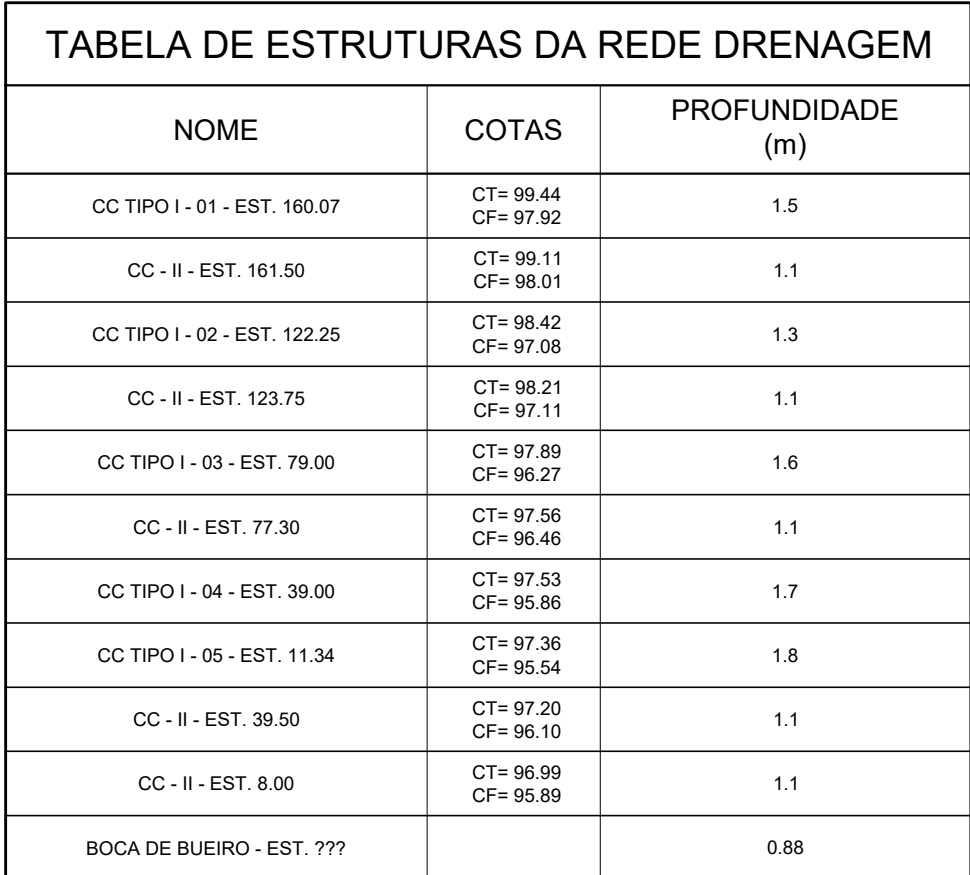 TABELA DE ESTRUTURAS DA REDE DRENAGEM
NOME
COTAS
PROFUNDIDADE
(m)
CC TIPO I - 01 - EST. 160.07
CT= 99.44
CF= 97.92
1.5
CC - II - EST. 161.50
CT= 99.11
CF= 98.01
1.1
CC TIPO I - 02 - EST. 122.25
CT= 98.42
CF= 97.08
1.3
CC - II - EST. 123.75
CT= 98.21
CF= 97.11
1.1
CC TIPO I - 03 - EST. 79.00
CT= 97.89
CF= 96.27
1.6
CC - II - EST. 77.30
CT= 97.56
CF= 96.46
1.1
CC TIPO I - 04 - EST. 39.00
CT= 97.53
CF= 95.86
1.7
CC TIPO I - 05 - EST. 11.34
CT= 97.36
CF= 95.54
1.8
CC - II - EST. 39.50
CT= 97.20
CF= 96.10
1.1
CC - II - EST. 8.00
CT= 96.99
CF= 95.89
1.1
BOCA DE BUEIRO - EST. ???
0.88